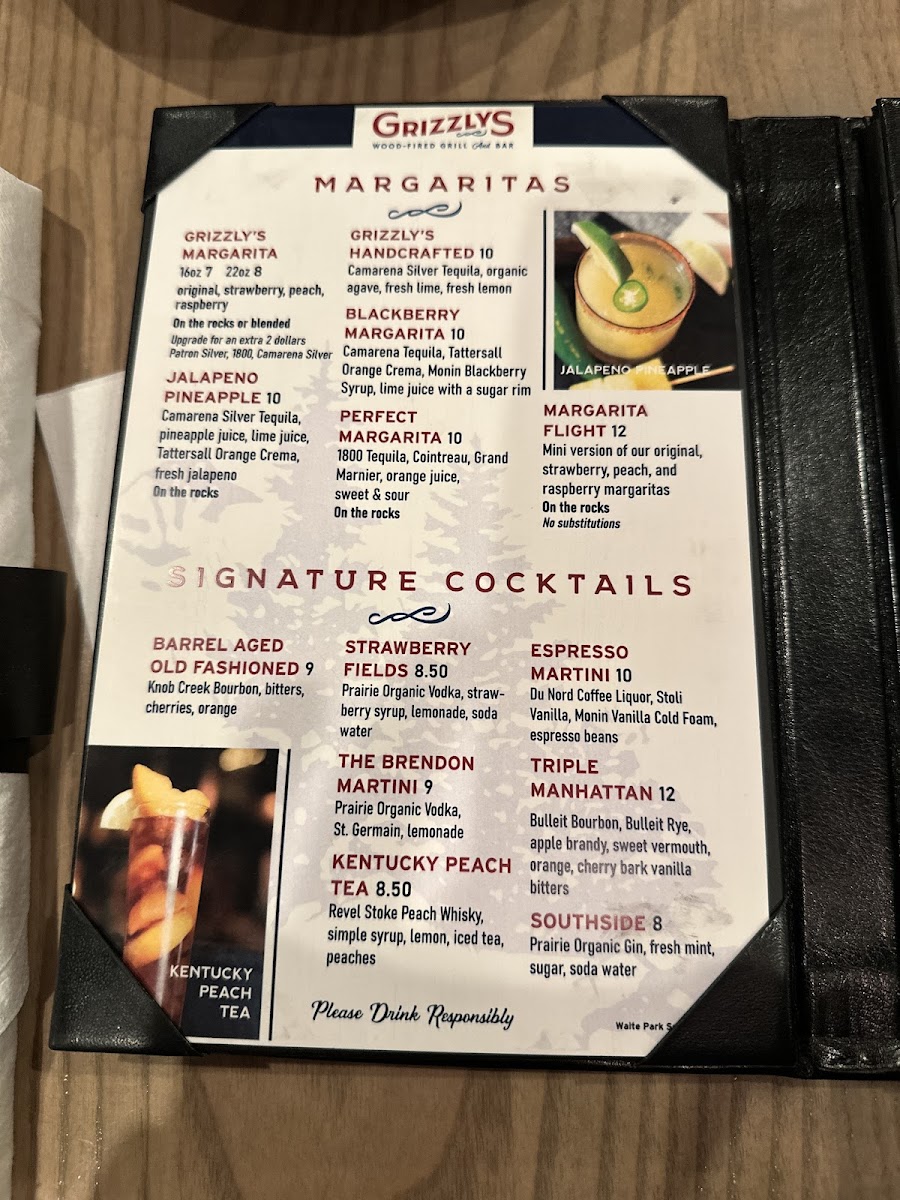 GRIZZLYS
WOOD-FIRED GRILL And BAR
MARGARITAS
GRIZZLY'S
MARGARITA
16oz 7 22oz 8
original, strawberry, peach,
raspberry
On the rocks or blended
Upgrade for an extra 2 dollars
Patron Silver, 1800, Camarena Silver
JALAPENO
PINEAPPLE 10
Camarena Silver Tequila,
pineapple juice, lime juice,
Tattersall Orange Crema,
fresh jalapeno
On the rocks
GRIZZLY'S
HANDCRAFTED 10
Camarena Silver Tequila, organic
agave, fresh lime, fresh lemon
BLACKBERRY
MARGARITA 10
Camarena Tequila, Tattersall
Orange Crema, Monin Blackberry
Syrup, lime juice with a sugar rim
PERFECT
MARGARITA 10
1800 Tequila, Cointreau, Grand
Marnier, orange juice,
sweet & sour
On the rocks
JALAPENO PINEAPPLE
MARGARITA
FLIGHT 12
Mini version of our original,
strawberry, peach, and
raspberry margaritas
On the rocks
No substitutions
SIGNATURE COCKTAILS
BARREL AGED
OLD FASHIONED 9
Knob Creek Bourbon, bitters,
cherries, orange
KENTUCKY
PEACH
TEA
STRAWBERRY
FIELDS 8.50
Prairie Organic Vodka, straw-
berry syrup, lemonade, soda
water
THE BRENDON
MARTINI 9
Prairie Organic Vodka,
St. Germain, lemonade
KENTUCKY PEACH
TEA 8.50
Revel Stoke Peach Whisky,
simple syrup, lemon, iced tea,
peaches
ESPRESSO
MARTINI 10
Du Nord Coffee Liquor, Stoli
Vanilla, Monin Vanilla Cold Foam,
espresso beans
TRIPLE
MANHATTAN 12
Bulleit Bourbon, Bulleit Rye,
apple brandy, sweet vermouth,
orange, cherry bark vanilla
bitters
SOUTHSIDE 8
Prairie Organic Gin, fresh mint,
sugar, soda water
Please Drink Responsibly
Waite Park